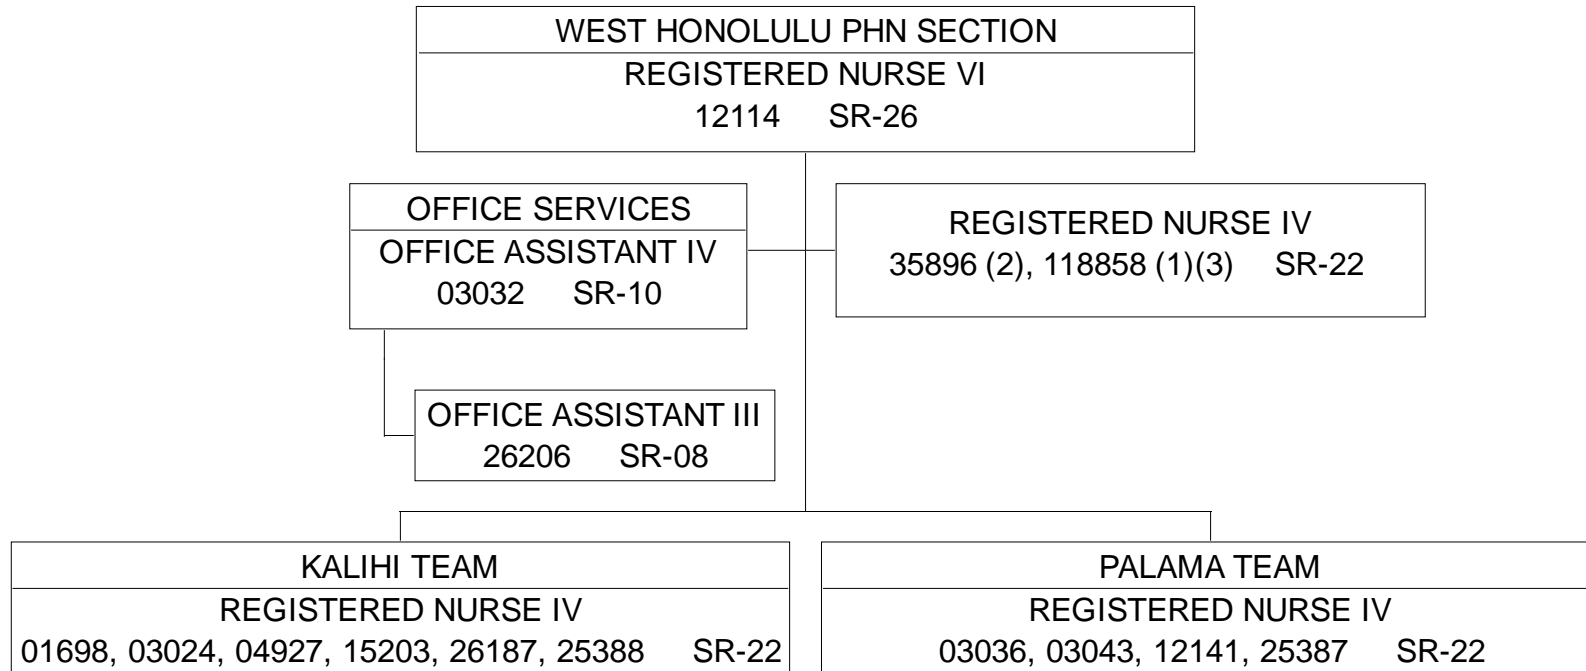 WEST HONOLULU PHN SECTION
REGISTERED NURSE VI
12114 SR-26
OFFICE SERVICES
OFFICE ASSISTANT IV
03032 SR-10
REGISTERED NURSE IV
35896 (2), 118858 (1)(3) SR-22
OFFICE ASSISTANT III
26206 SR-08
KALIHI TEAM
REGISTERED NURSE IV
01698, 03024, 04927, 15203, 26187, 25388 SR-22
PALAMA TEAM
REGISTERED NURSE IV
03036, 03043, 12141, 25387 SR-22